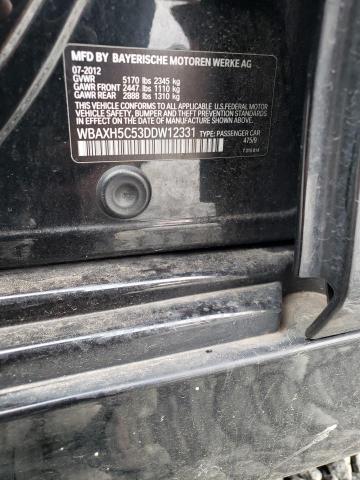 MFD BY BAYERISCHE MOTOREN WERKE AG
07-2012
GVWR 5170 lbs 2345 kg
GAWR FRONT 2447 lbs 1110 kg
GAWR REAR 2888 lbs 1310 kg
THIS VEHICLE CONFORMS TO ALL APPLICABLE U.S.FEDERAL MOTOR
VEHICLE SAFETY, BUMPER AND THEFT PREVENTION STANDARDS
IN EFFECT ON THE DATE OF MANUFACTURE SHOWN ABOVE.
WBAXH5C53DDW12331 TYPE: PASSENGER CAR
475/9